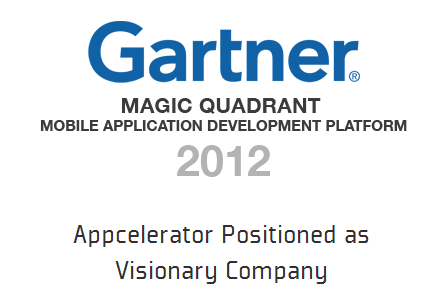 Gartner®
MAGIC QUADRANT
MOBILE APPLICATION DEVELOPMENT PLATFORM
2012
Appcelerator Positioned as
Visionary Company